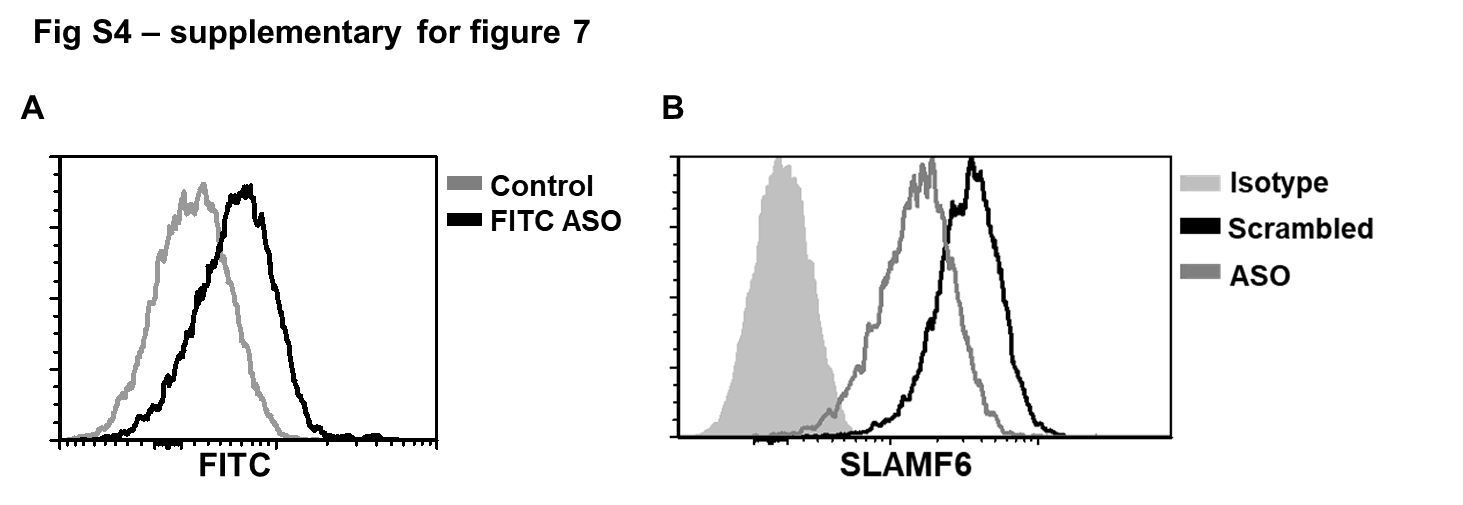 Fig S4 – supplementary for figure 7
A
Control
FITC ASO
FITC
B
Isotype
Scrambled
ASO
SLAMF6